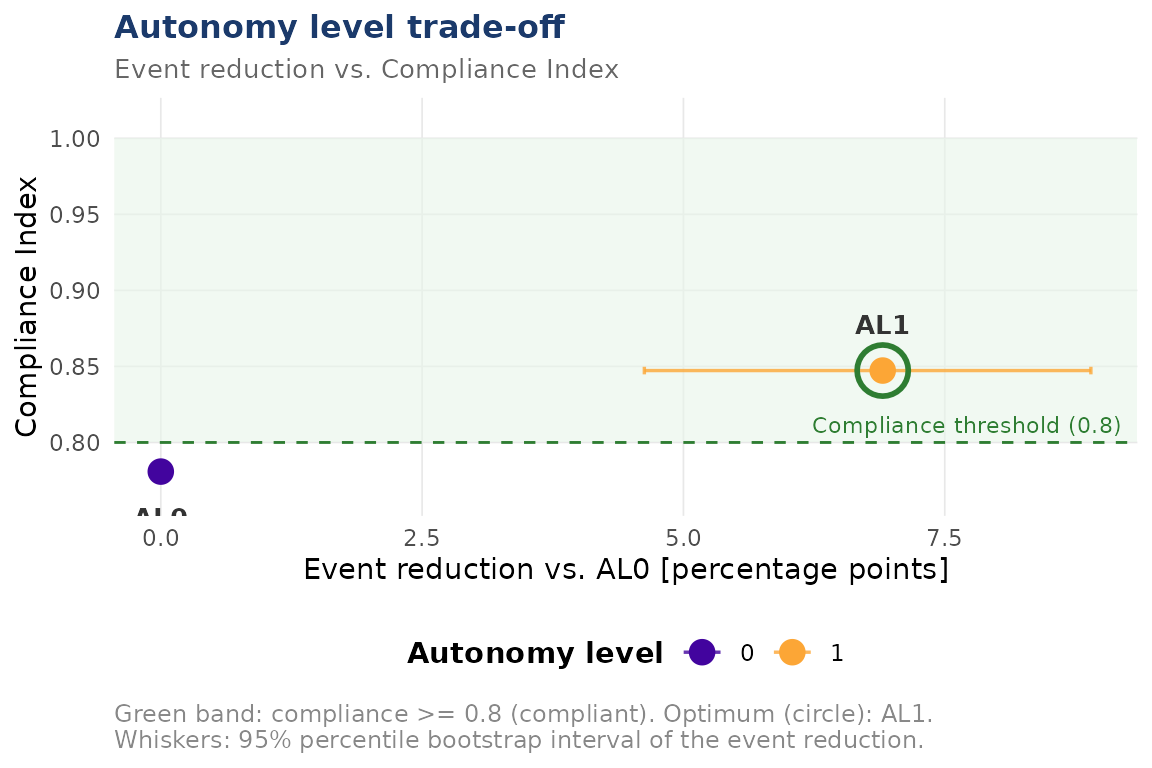 Autonomy level trade-off
Event reduction vs. Compliance Index
Compliance Index
1.00
0.95
0.90
0.85
0.80
AL1
Compliance threshold (0.8)
AL0
0.0
2.5
5.0
7.5
Event reduction vs. AL0 [percentage points]
Autonomy level 0 1
Green band: compliance >= 0.8 (compliant). Optimum (circle): AL1.
Whiskers: 95% percentile bootstrap interval of the event reduction.